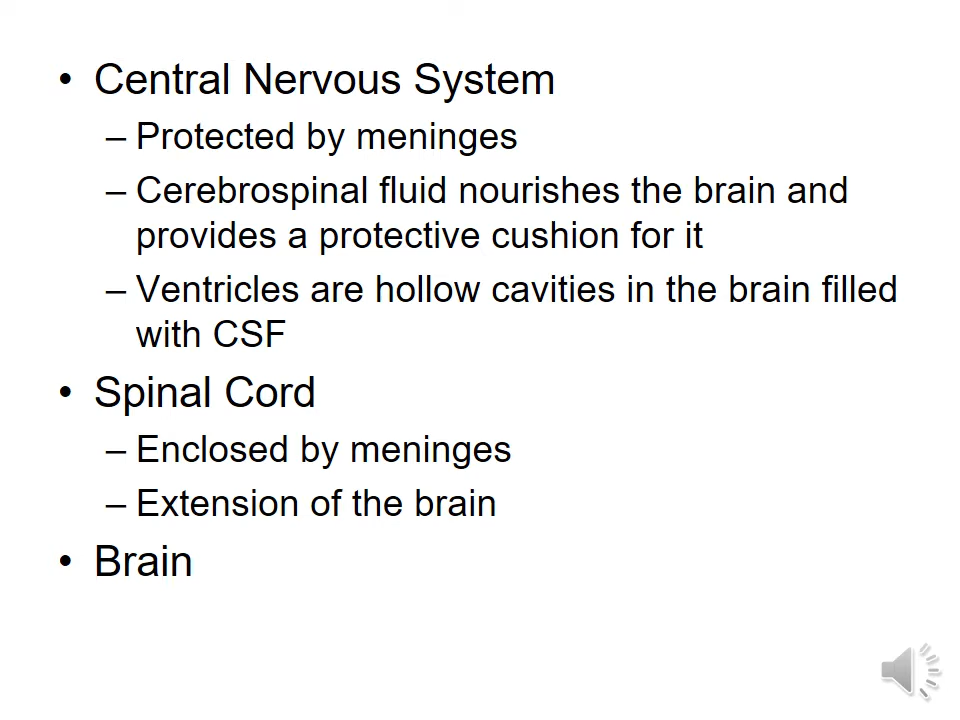 • Central Nervous System
– Protected by meninges
– Cerebrospinal fluid nourishes the brain and
provides a protective cushion for it
– Ventricles are hollow cavities in the brain filled
with CSF
• Spinal Cord
– Enclosed by meninges
– Extension of the brain
• Brain